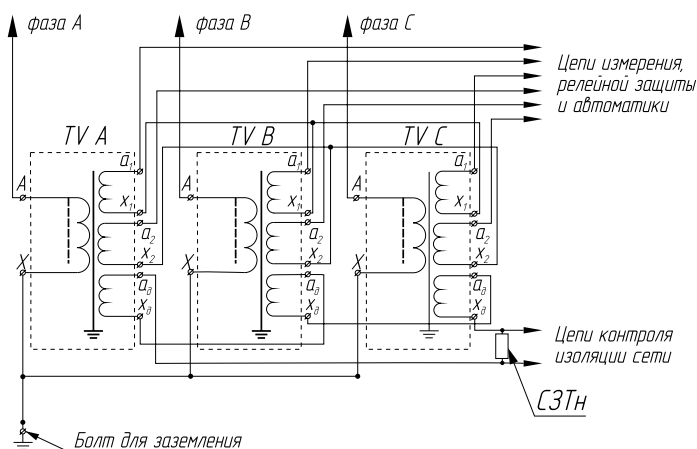 фаза А
фаза В
фаза С
Цепи измерения,
релейной защиты
и автоматики
TV A
TV B
TV C
A
a₁
x₁
a₂
x₂
aд
xд
X
A
a₁
x₁
a₂
x₂
aд
xд
X
A
a₁
x₁
a₂
x₂
aд
xд
X
Цепи контроля
изоляции сети
СЗТн
Болт для заземления